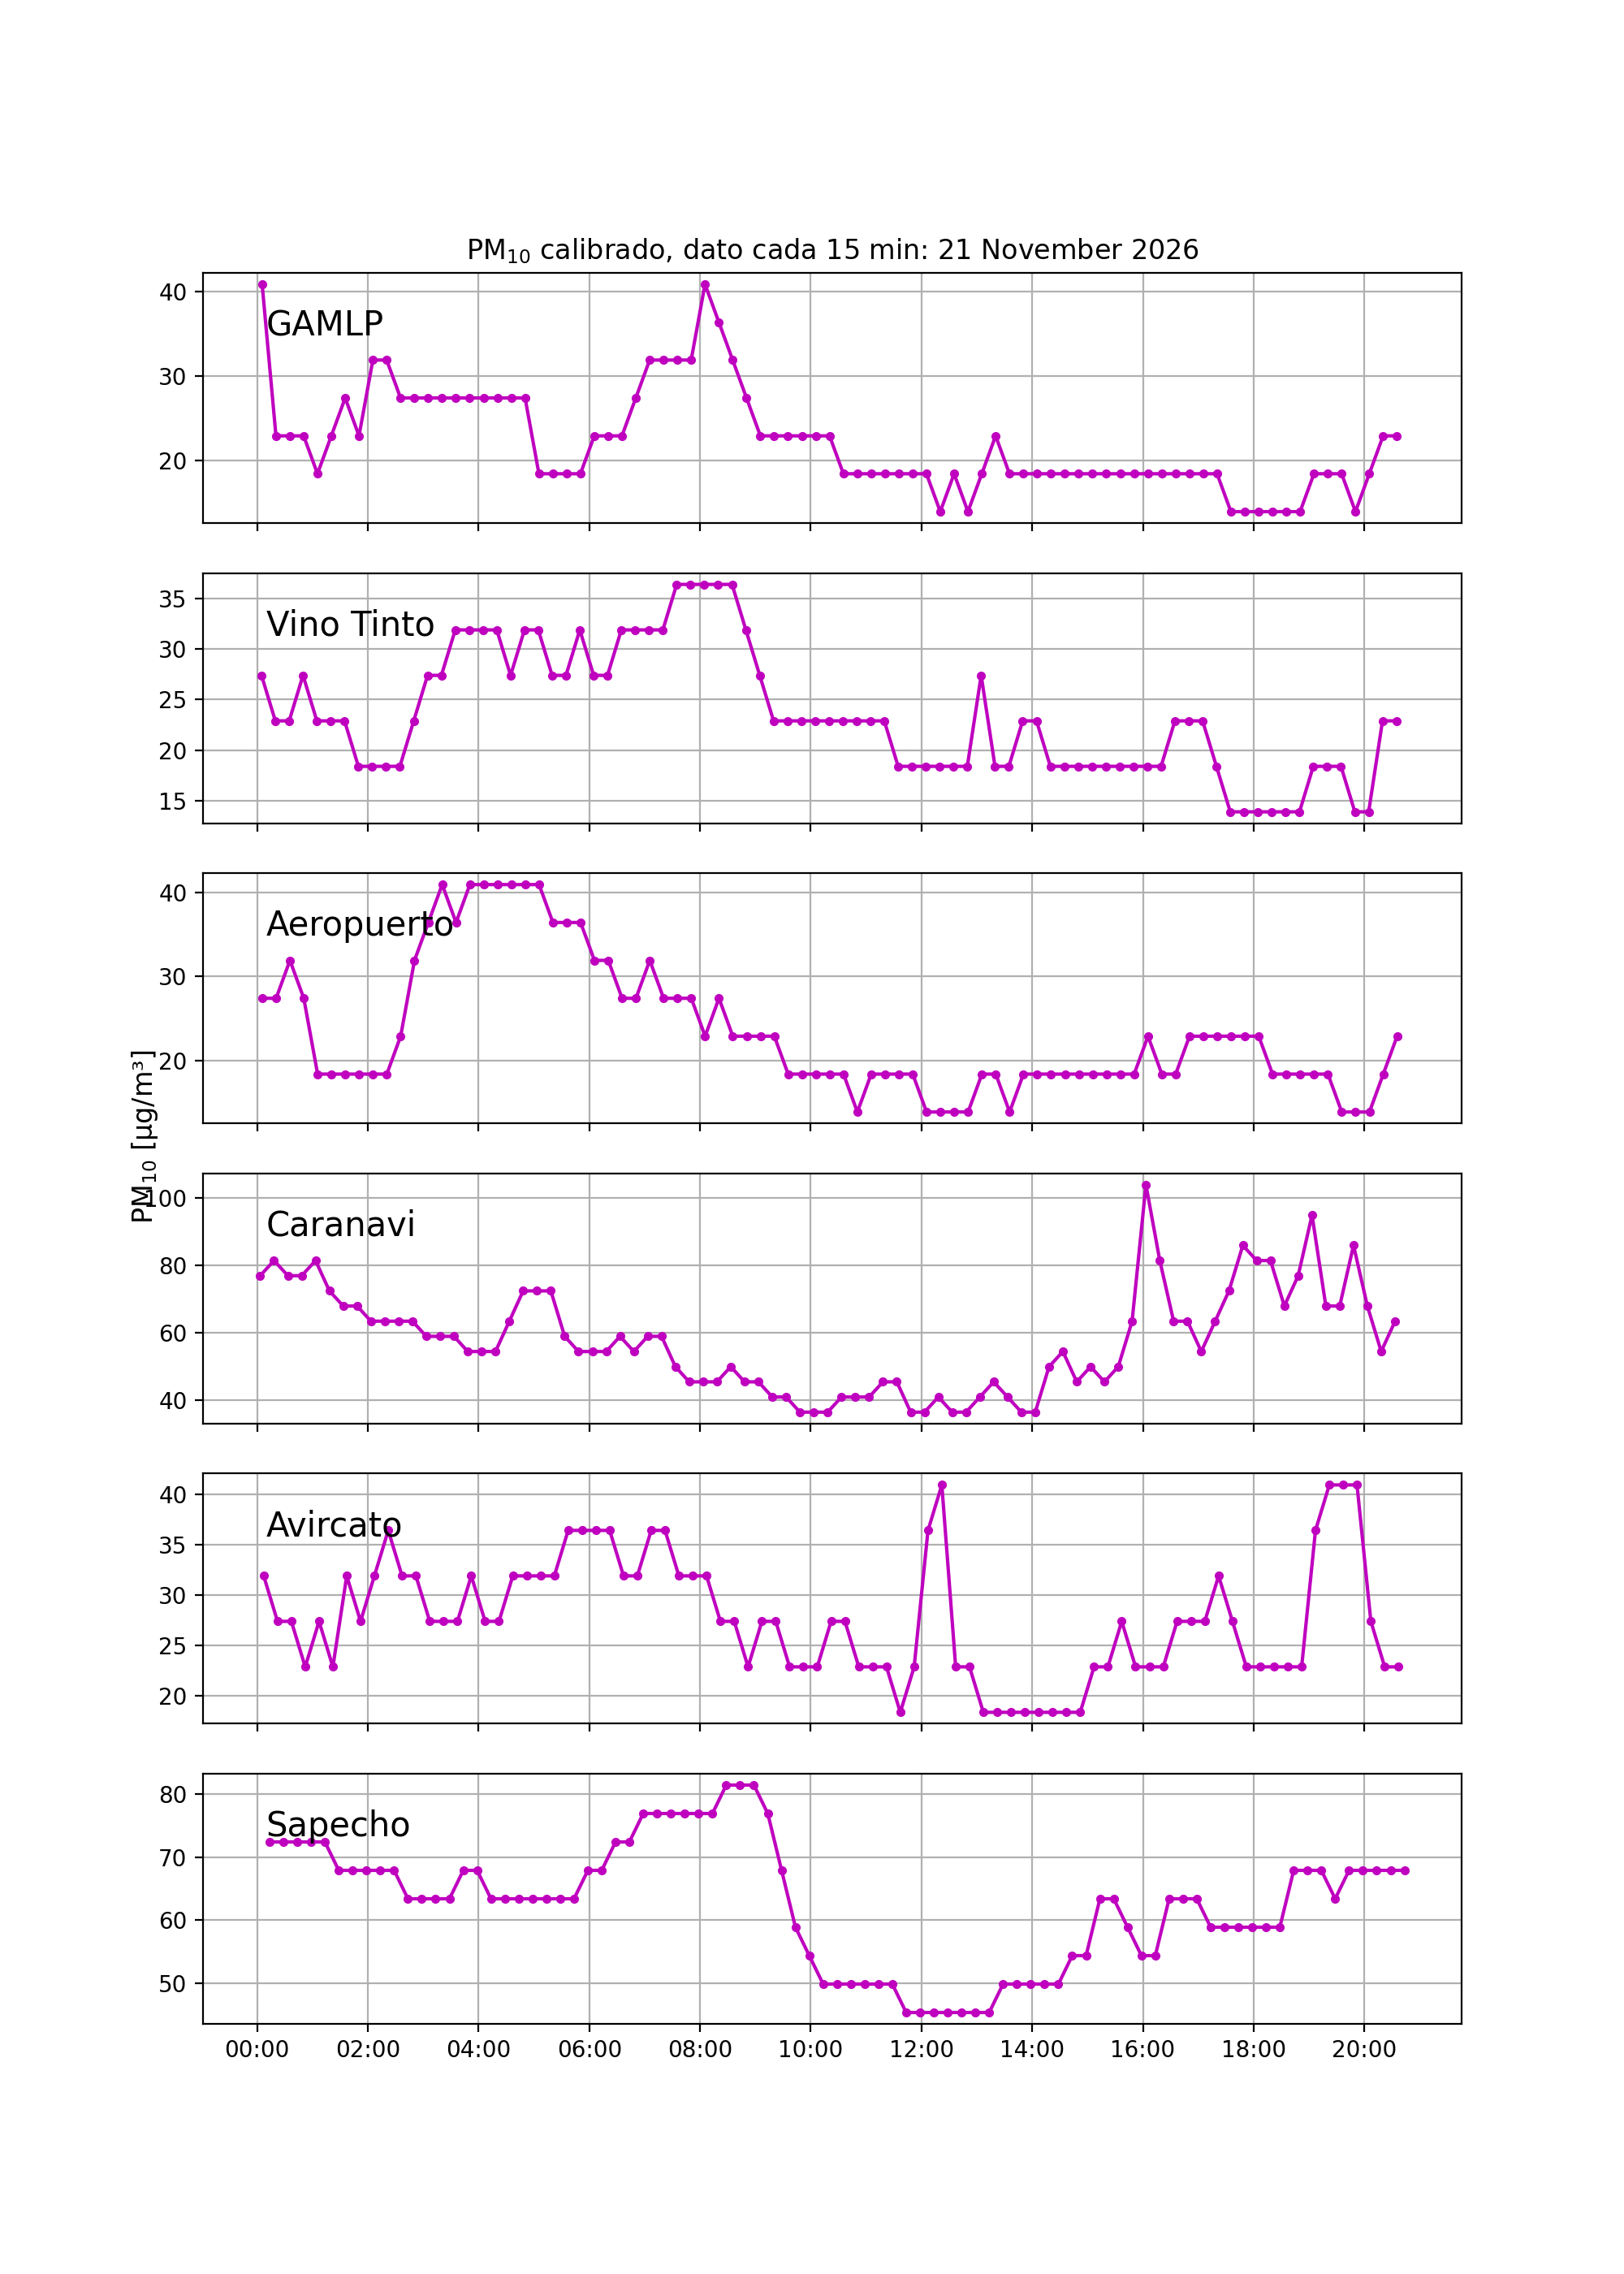 PM₁₀ calibrado, dato cada 15 min: 21 November 2026
40
GAMLP
30
20
35
Vino Tinto
30
25
20
15
40
Aeropuerto
30
20
PM₁₀ [µg/m³]
100
Caranavi
80
60
40
40
Avircato
35
30
25
20
80
Sapecho
70
60
50
00:00 02:00 04:00 06:00 08:00 10:00 12:00 14:00 16:00 18:00 20:00